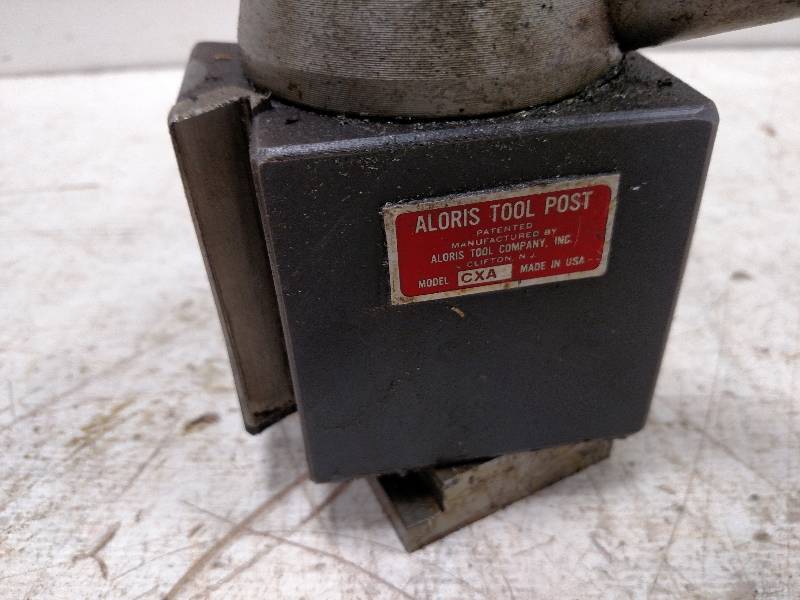 ALORIS TOOL POST
PATENTED
MANUFACTURED BY
ALORIS TOOL COMPANY, INC.
CLIFTON, N.J.
MODEL CXA MADE IN USA